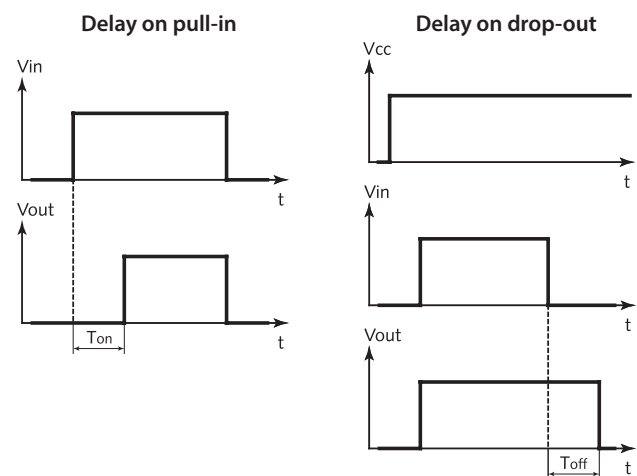 Delay on pull-in
Vin
t
Vout
Ton
t
Delay on drop-out
Vcc
t
Vin
t
Vout
Toff
t